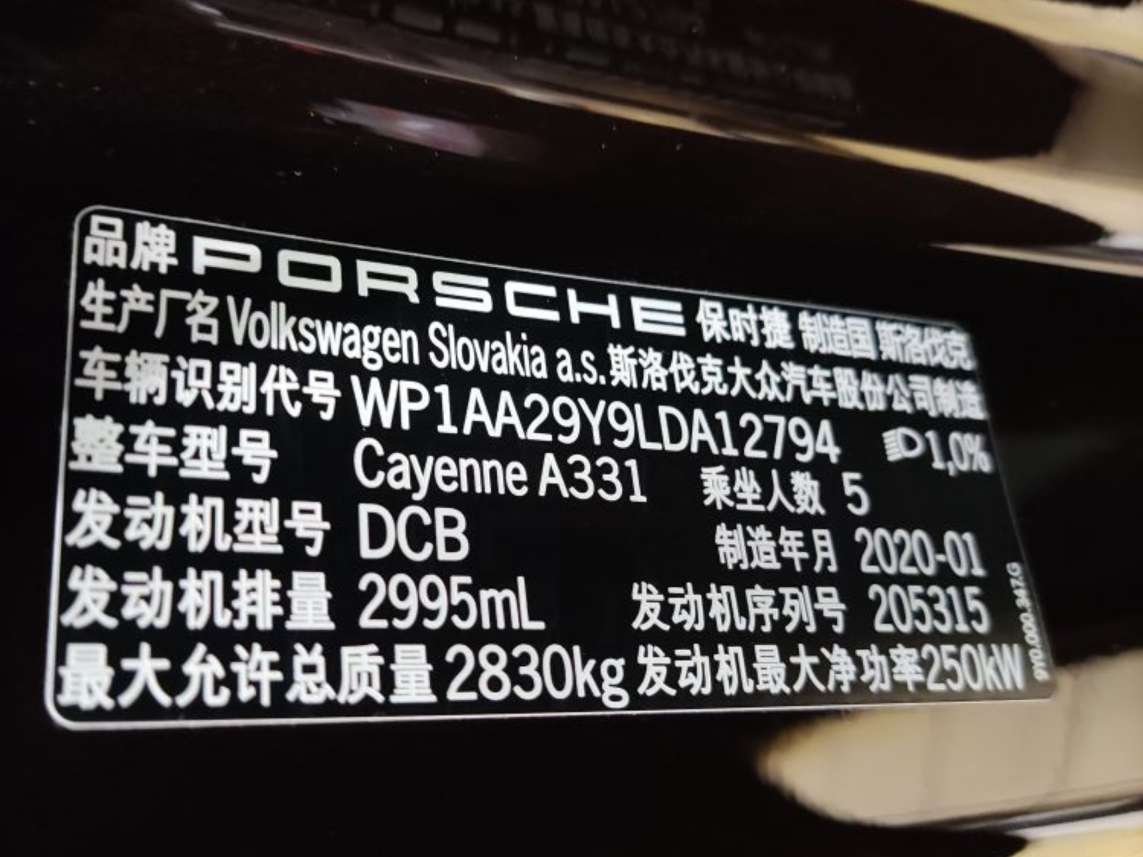 品牌 PORSCHE 保时捷 制造国 斯洛伐克
生产厂名 Volkswagen Slovakia a.s. 斯洛伐克大众汽车股份公司制造
车辆识别代号 WP1AA29Y9LDA12794 1,0%
整车型号 Cayenne A331 乘坐人数 5
发动机型号 DCB 制造年月 2020-01
发动机排量 2995mL 发动机序列号 205315
最大允许总质量 2830kg 发动机最大净功率 250kW
9Y0.000.347.G